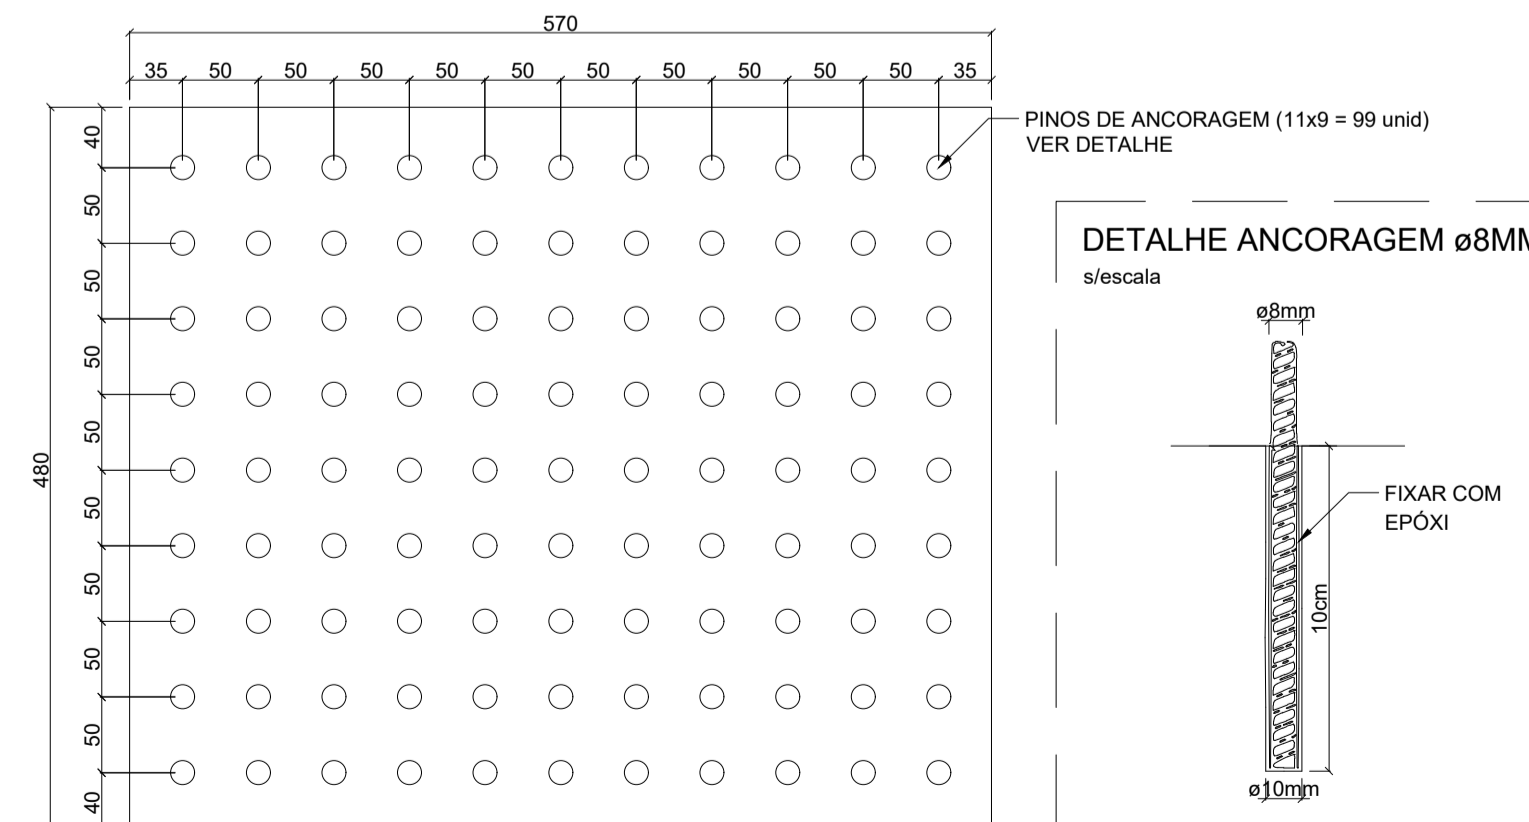 570
35 50 50 50 50 50 50 50 50 50 50 35
480
40
50
50
50
50
50
50
50
50
40
PINOS DE ANCORAGEM (11x9 = 99 unid)
VER DETALHE
DETALHE ANCORAGEM ø8MM
s/escala
ø8mm
FIXAR COM
EPÓXI
10cm
ø10mm